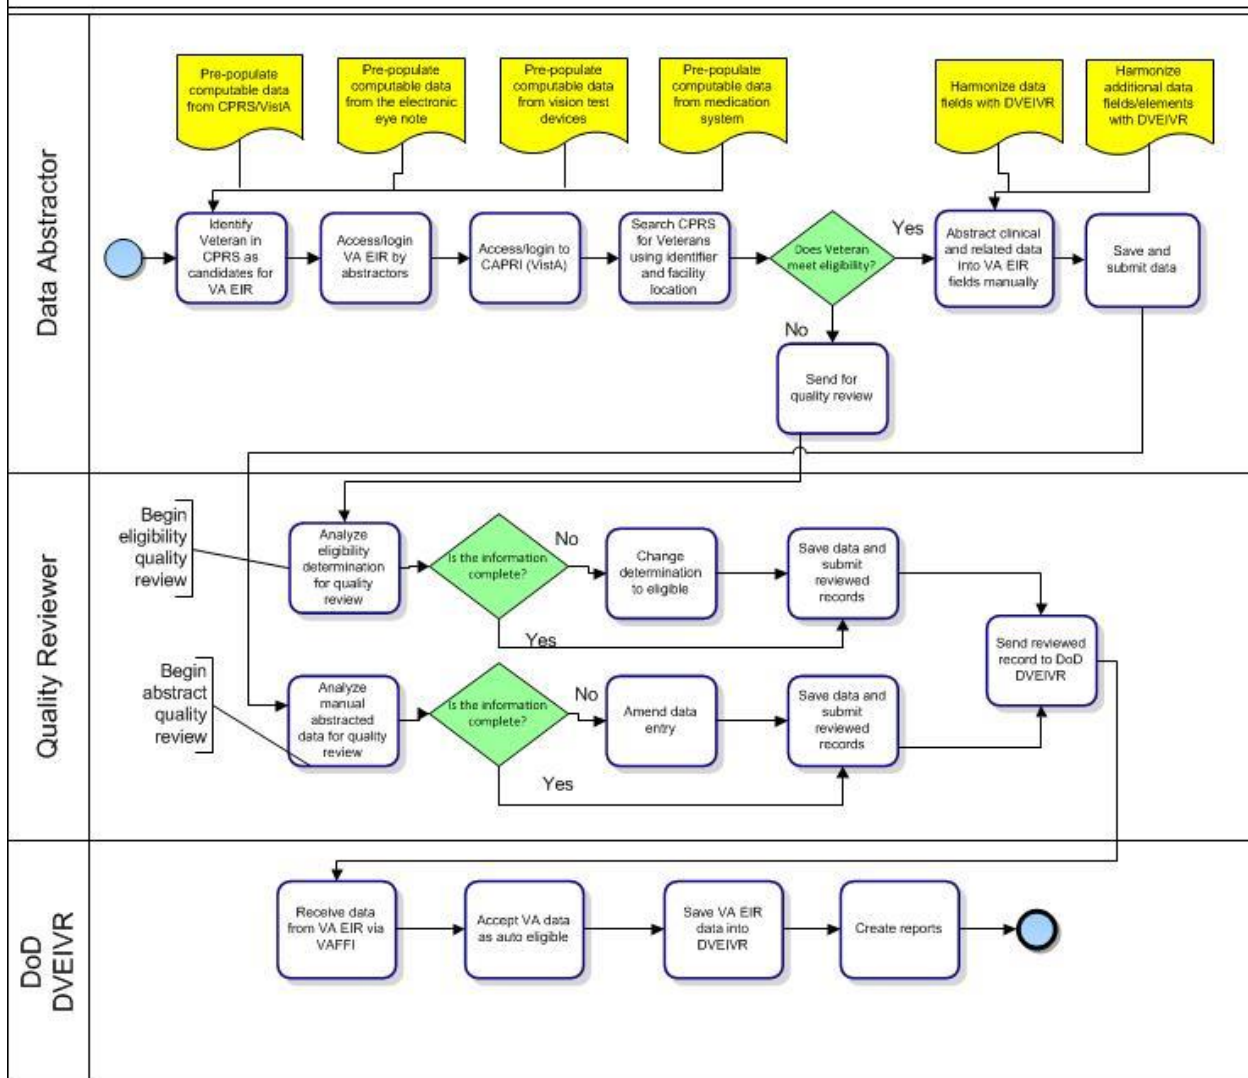 Data Abstractor
Pre-populate
computable data
from CPRS/VistA
Pre-populate
computable data
from the electronic
eye note
Pre-populate
computable data
from vision test
devices
Pre-populate
computable data
from medication
system
Harmonize data
fields with DVEIVR
Harmonize
additional data
fields/elements
with DVEIVR
Identify
Veteran in
CPRS as
candidates for
VA EIR
Access/login
VA EIR by
abstractors
Access/login to
CAPRI (VistA)
Search CPRS
for Veterans
using identifier
and facility
location
Does Veteran
meet eligibility?
Yes
Abstract clinical
and related data
into VA EIR
fields manually
Save and
submit data
No
Send for
quality review
Quality Reviewer
Begin
eligibility
quality
review
Analyze
eligibility
determination
for quality
review
Is the information
complete?
No
Change
determination
to eligible
Save data and
submit
reviewed
records
Yes
Send reviewed
record to DoD
DVEIVR
Begin
abstract
quality
review
Analyze
manual
abstracted
data for quality
review
Is the information
complete?
No
Amend data
entry
Save data and
submit
reviewed
records
Yes
DoD
DVEIVR
Receive data
from VA EIR via
VAFFI
Accept VA data
as auto eligible
Save VA EIR
data into
DVEIVR
Create reports